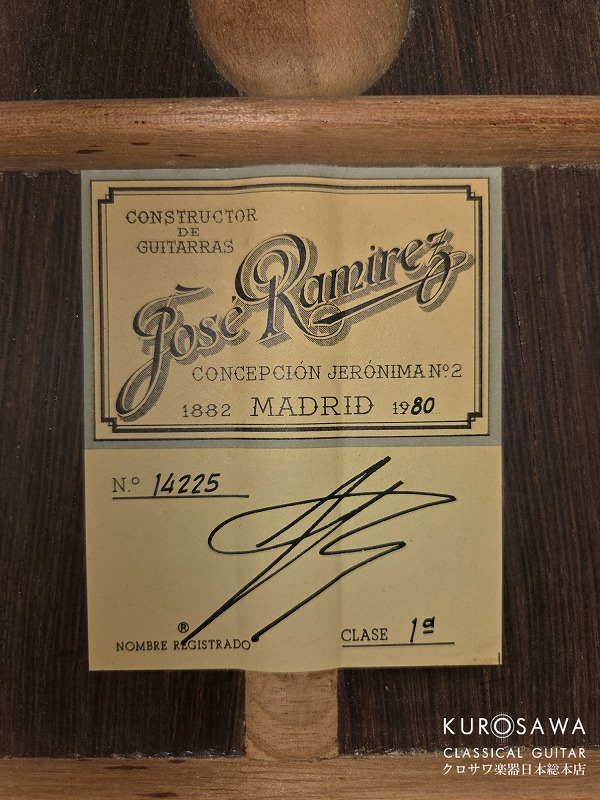 CONSTRUCTOR
DE
GUITARRAS
José Ramirez
CONCEPCIÓN JERÓNIMA Nº 2
1882 MADRID 1980
N.º 14225
®
NOMBRE REGISTRADO
CLASE 1ª
KUROSAWA
CLASSICAL GUITAR
クロサワ楽器日本総本店